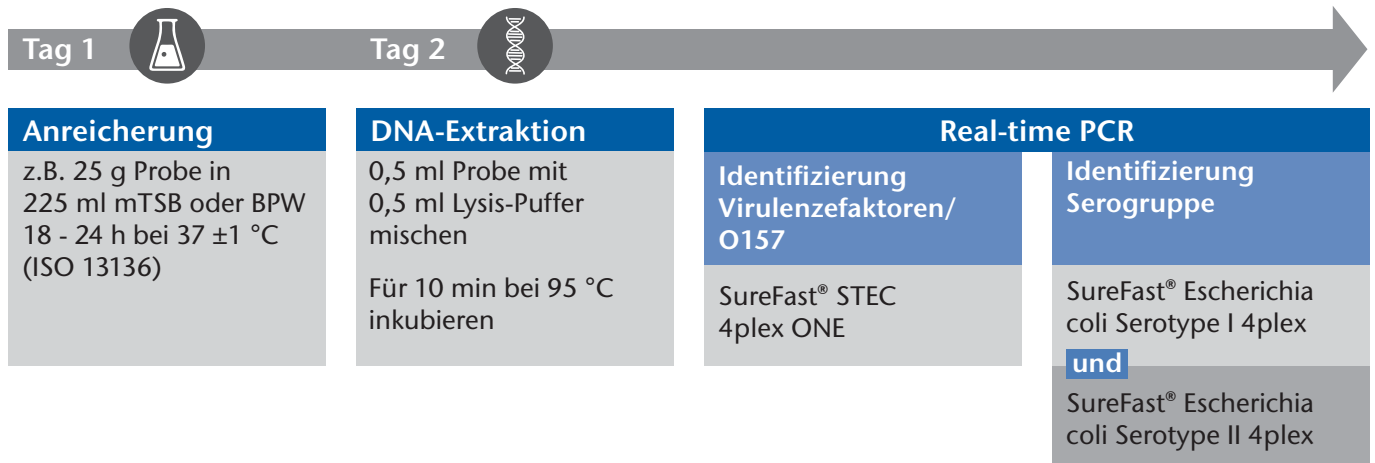 Tag 1
Tag 2
Anreicherung
z.B. 25 g Probe in
225 ml mTSB oder BPW
18 - 24 h bei 37 ±1 °C
(ISO 13136)
DNA-Extraktion
0,5 ml Probe mit
0,5 ml Lysis-Puffer
mischen
Für 10 min bei 95 °C
inkubieren
Real-time PCR
Identifizierung
Virulenzefaktoren/
O157
SureFast® STEC
4plex ONE
Identifizierung
Serogruppe
SureFast® Escherichia
coli Serotype I 4plex
und
SureFast® Escherichia
coli Serotype II 4plex